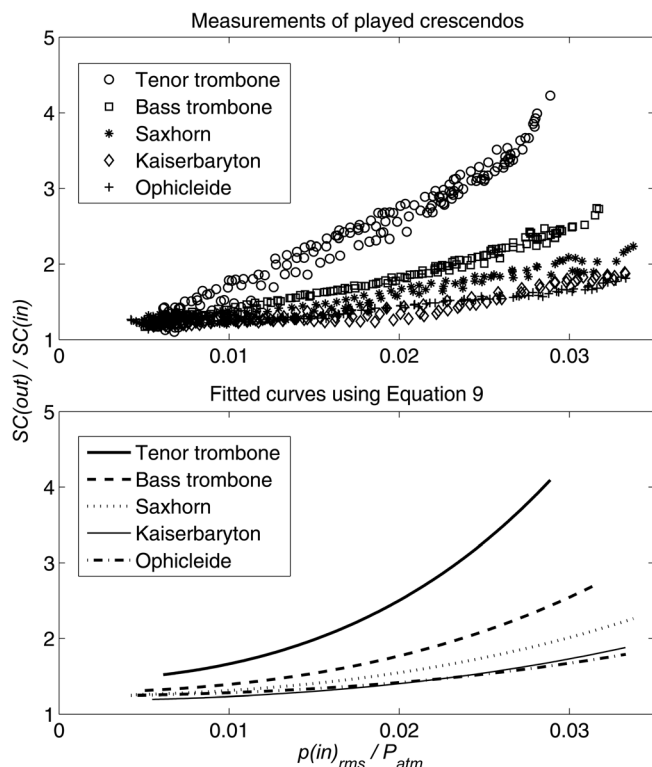 Measurements of played crescendos
5
4
3
2
1
Tenor trombone
Bass trombone
Saxhorn
Kaiserbaryton
Ophicleide
0
0.01
0.02
0.03
SC(out) / SC(in)
Fitted curves using Equation 9
5
4
3
2
1
Tenor trombone
Bass trombone
Saxhorn
Kaiserbaryton
Ophicleide
0
0.01
0.02
0.03
p(in)rms / Patm